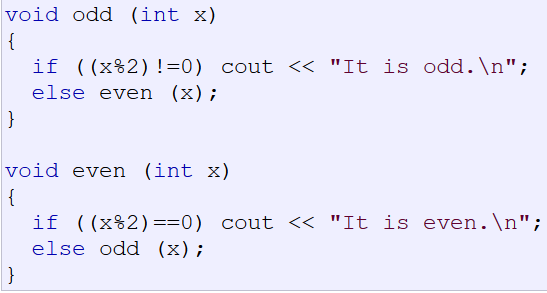 void odd (int x)
{
  if ((x%2)!=0) cout << "It is odd.\n";
  else even (x);
}

void even (int x)
{
  if ((x%2)==0) cout << "It is even.\n";
  else odd (x);
}